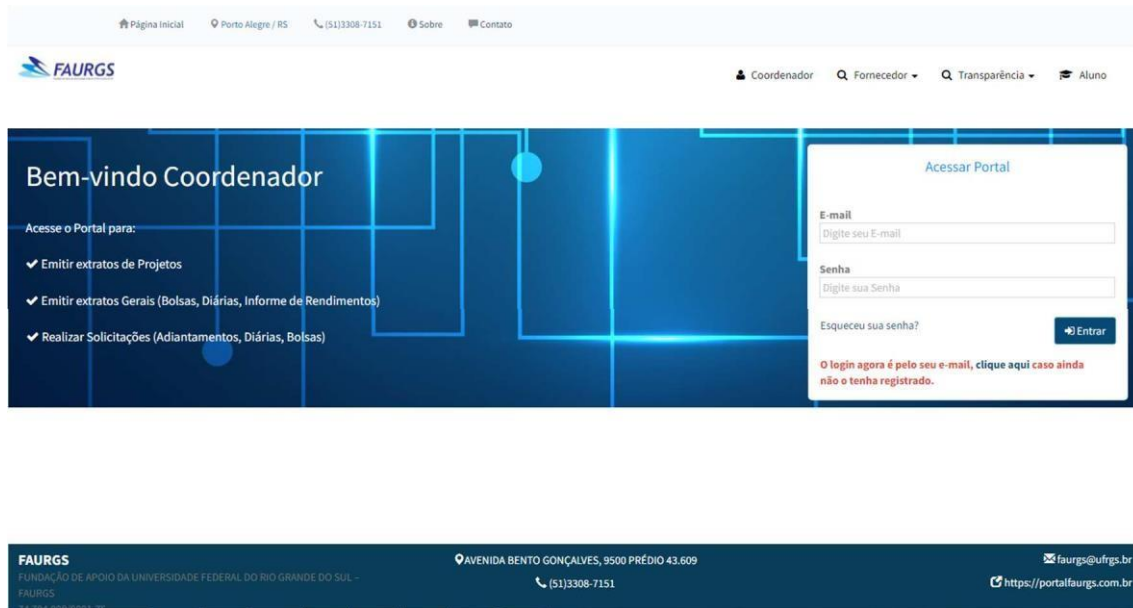 Página Inicial
Porto Alegre / RS
(51)3308-7151
Sobre
Contato
FAURGS
Coordenador
Fornecedor
Transparência
Aluno
Bem-vindo Coordenador
Acesse o Portal para:
Emitir extratos de Projetos
Emitir extratos Gerais (Bolsas, Diárias, Informe de Rendimentos)
Realizar Solicitações (Adiantamentos, Diárias, Bolsas)
Acessar Portal
E-mail
Digite seu E-mail
Senha
Digite sua Senha
Esqueceu sua senha?
Entrar
O login agora é pelo seu e-mail, clique aqui caso ainda
não o tenha registrado.
FAURGS
FUNDAÇÃO DE APOIO DA UNIVERSIDADE FEDERAL DO RIO GRANDE DO SUL –
FAURGS
AVENIDA BENTO GONÇALVES, 9500 PRÉDIO 43.609
(51)3308-7151
faurgs@ufrgs.br
https://portalfaurgs.com.br